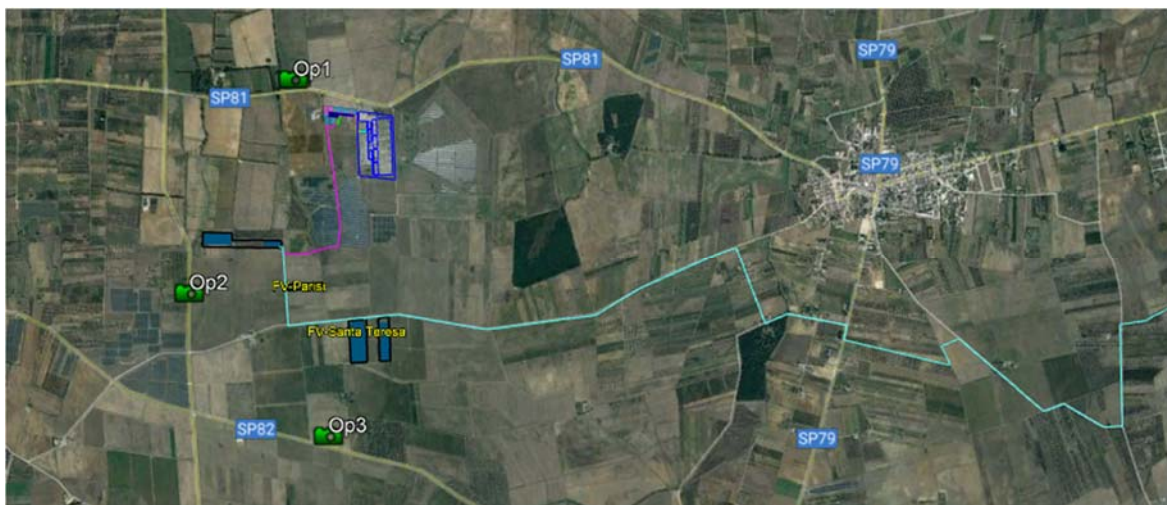 SP79
SP81
Op1
SP81
SP79
Op2
FV-Parisi
FV-Santa Teresa
SP82
Op3
SP79